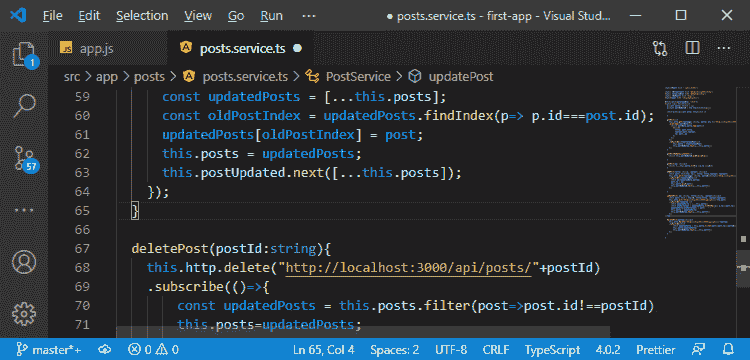 File Edit Selection View Go Run ··· ● posts.service.ts - first-app - Visual Stud...
JS app.js posts.service.ts ●
src > app > posts > posts.service.ts > PostService > updatePost
1
57
59 const updatedPosts = [...this.posts];
60 const oldPostIndex = updatedPosts.findIndex(p=> p.id===post.id);
61 updatedPosts[oldPostIndex] = post;
62 this.posts = updatedPosts;
63 this.postUpdated.next([...this.posts]);
64 });
65 }
66
67 deletePost(postId:string){
68 this.http.delete("http://localhost:3000/api/posts/"+postId)
69 .subscribe(()=>{
70 const updatedPosts = this.posts.filter(post=>post.id!==postId)
71 this.posts=updatedPosts;
master*+ 0 0 Ln 65, Col 4 Spaces: 2 UTF-8 CRLF TypeScript 4.0.2 Prettier